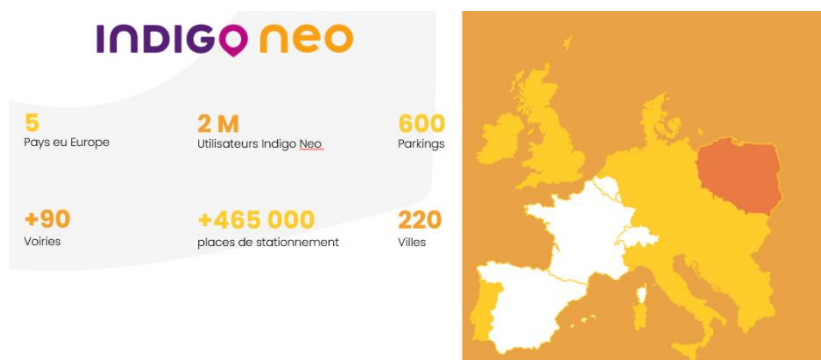 INDIGO neo
5
Pays eu Europe
2 M
Utilisateurs Indigo Neo
600
Parkings
+90
Voiries
+465 000
places de stationnement
220
Villes